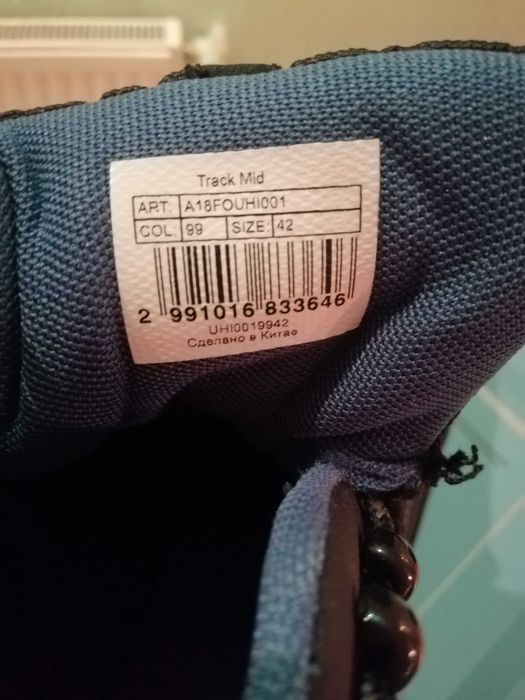 Track Mid
ART: A18FOUHI001
COL: 99 SIZE: 42
2 991016 833646
UHI0019942
Сделано в Китае